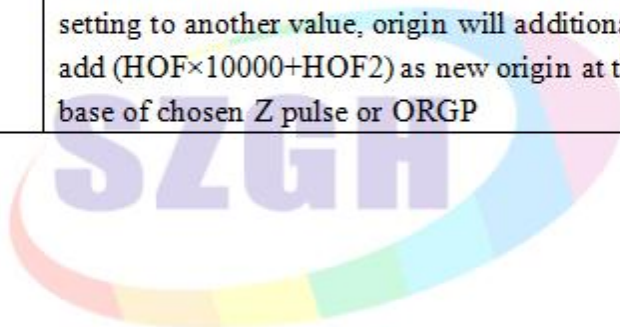 setting to another value, origin will additiona
add (HOF×10000+HOF2) as new origin at t
base of chosen Z pulse or ORGP
SZGH